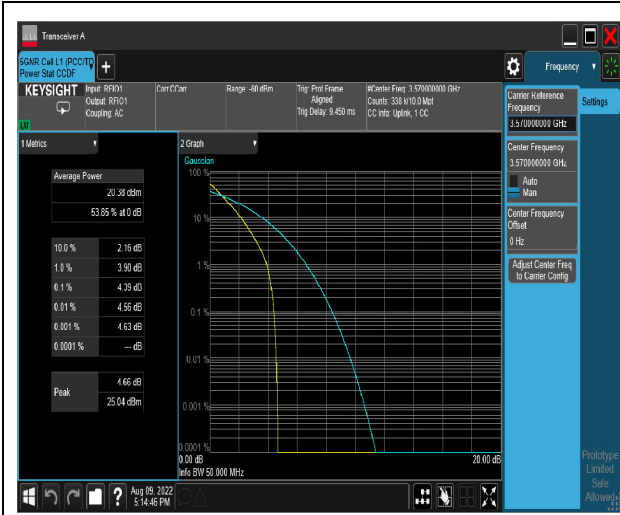 Transceiver A
5GNR Cell L1 (PCC/TD
Power Stat CCDF
Frequency
KEYSIGHT
Input: RFIO1
Output: RFIO1
Coupling: AC
Corr CCorr
Range: -60 dBm
Trig: Prot Frame
Aligned
Trig Delay: 9.450 ms
#Center Freq: 3.570000000 GHz
Counts: 338 k/10.0 Mpt
CC Info: Uplink, 1 CC
Carrier Reference
Frequency
3.570000000 GHz
Settings
Center Frequency
3.570000000 GHz
Auto
Man
Center Frequency
Offset
0 Hz
Adjust Center Freq
to Carrier Config
1 Metrics
Average Power
20.38 dBm
53.85 % at 0 dB
10.0 % 2.16 dB
1.0 % 3.90 dB
0.1 % 4.39 dB
0.01 % 4.56 dB
0.001 % 4.63 dB
0.0001 % --- dB
Peak
4.66 dB
25.04 dBm
2 Graph
Gaussian
100 %
10 %
1 %
0.1 %
0.01 %
0.001 %
0.0001 %
0.00 dB
20.00 dB
Info BW 50.000 MHz
Prototype
Limited
Sale
Allowed
Aug 09, 2022
5:14:46 PM